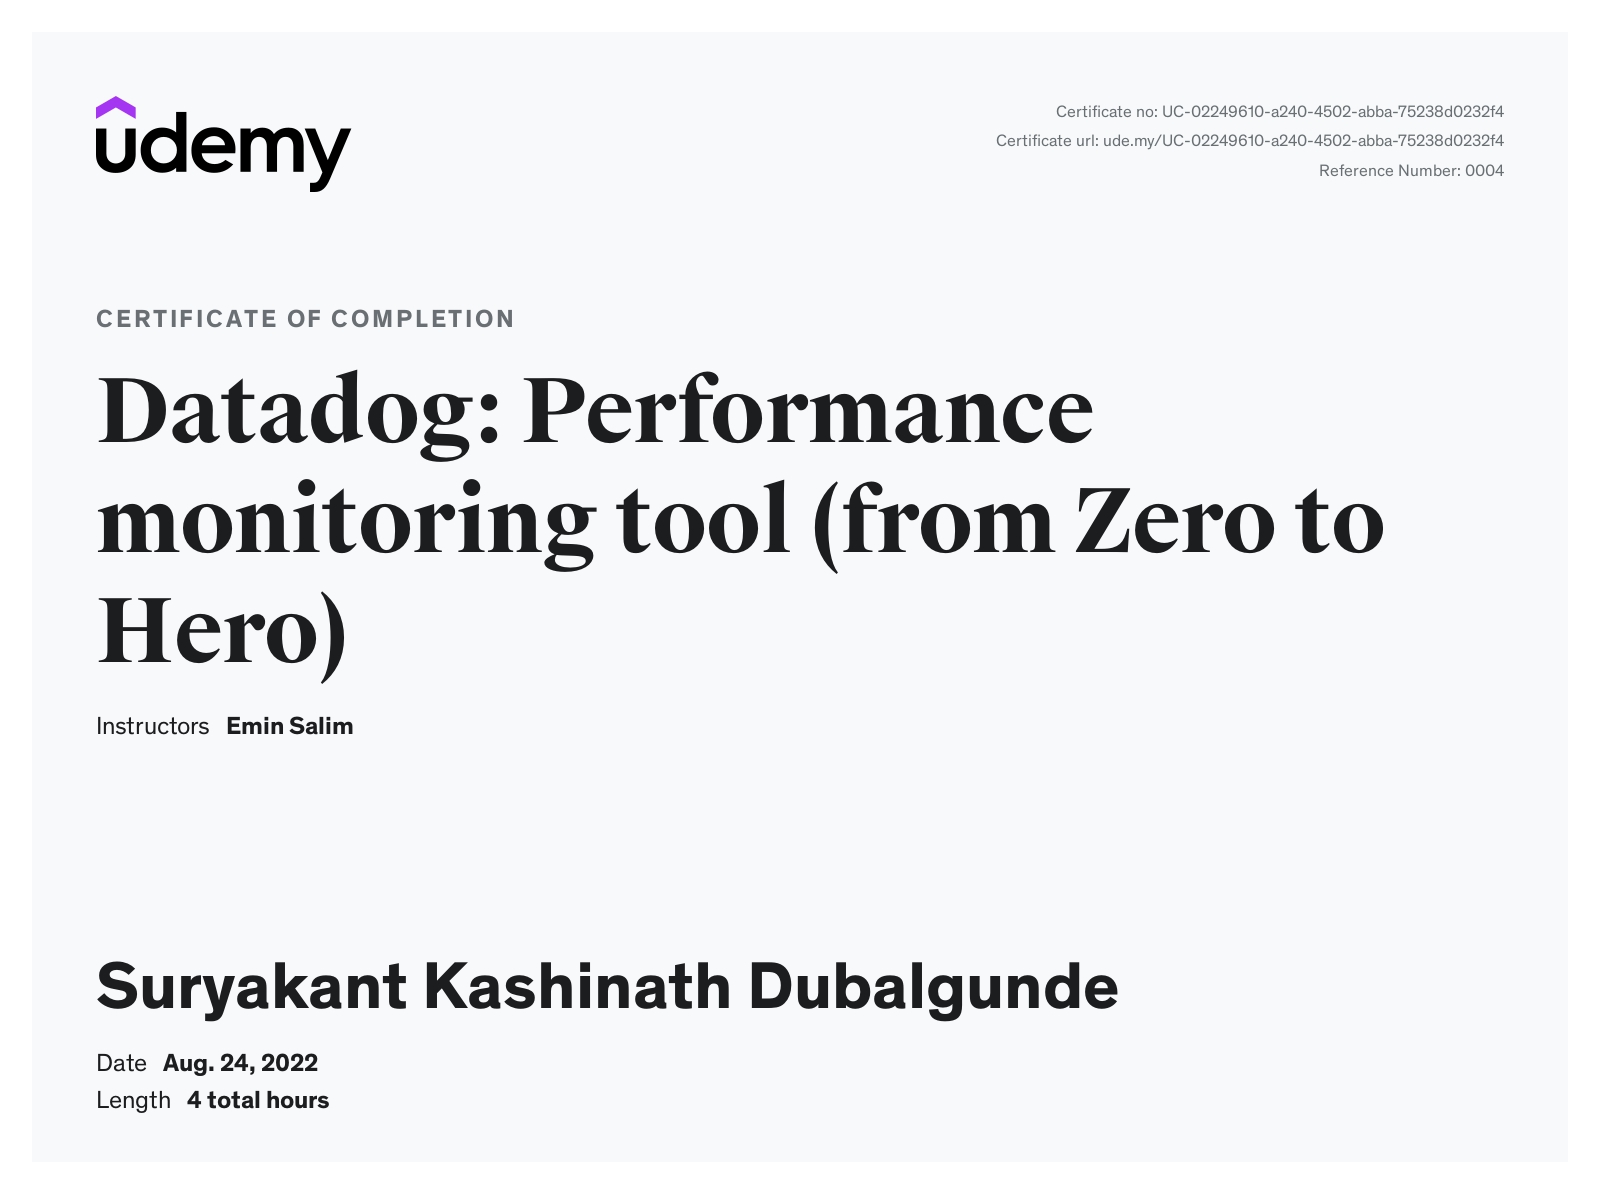 udemy
Certificate no: UC-02249610-a240-4502-abba-75238d0232f4
Certificate url: ude.my/UC-02249610-a240-4502-abba-75238d0232f4
Reference Number: 0004
CERTIFICATE OF COMPLETION
Datadog: Performance
monitoring tool (from Zero to
Hero)
Instructors Emin Salim
Suryakant Kashinath Dubalgunde
Date Aug. 24, 2022
Length 4 total hours